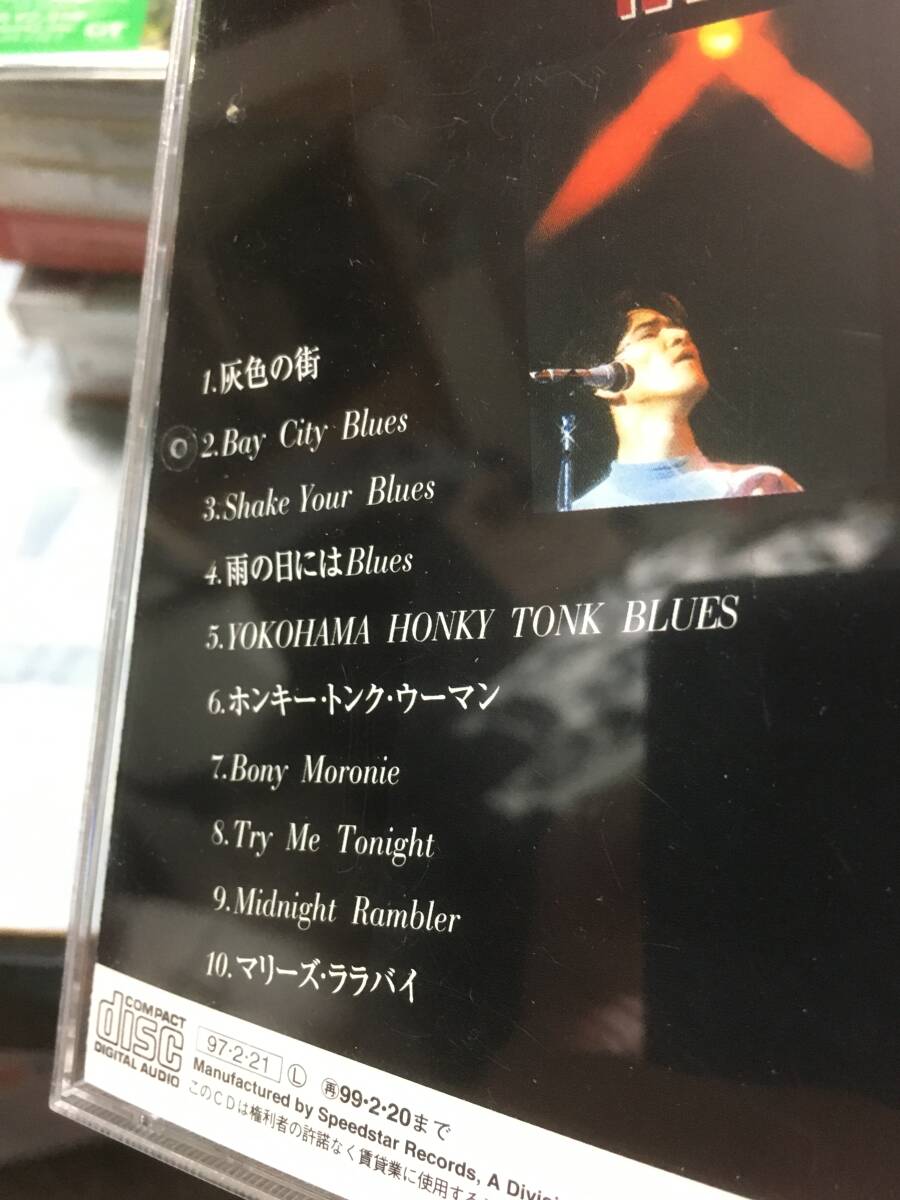 1.灰色の街
2.Bay City Blues
3.Shake Your Blues
4.雨の日にはBlues
5.YOKOHAMA HONKY TONK BLUES
6.ホンキー・トンク・ウーマン
7.Bony Moronie
8.Try Me Tonight
9.Midnight Rambler
10.マリーズ・ララバイ
COMPACT
disc
DIGITAL AUDIO
97・2・21 Ⓛ 再99・2・20まで
Manufactured by Speedstar Records, A Division
このCDは権利者の許諾なく賃貸業に使用する